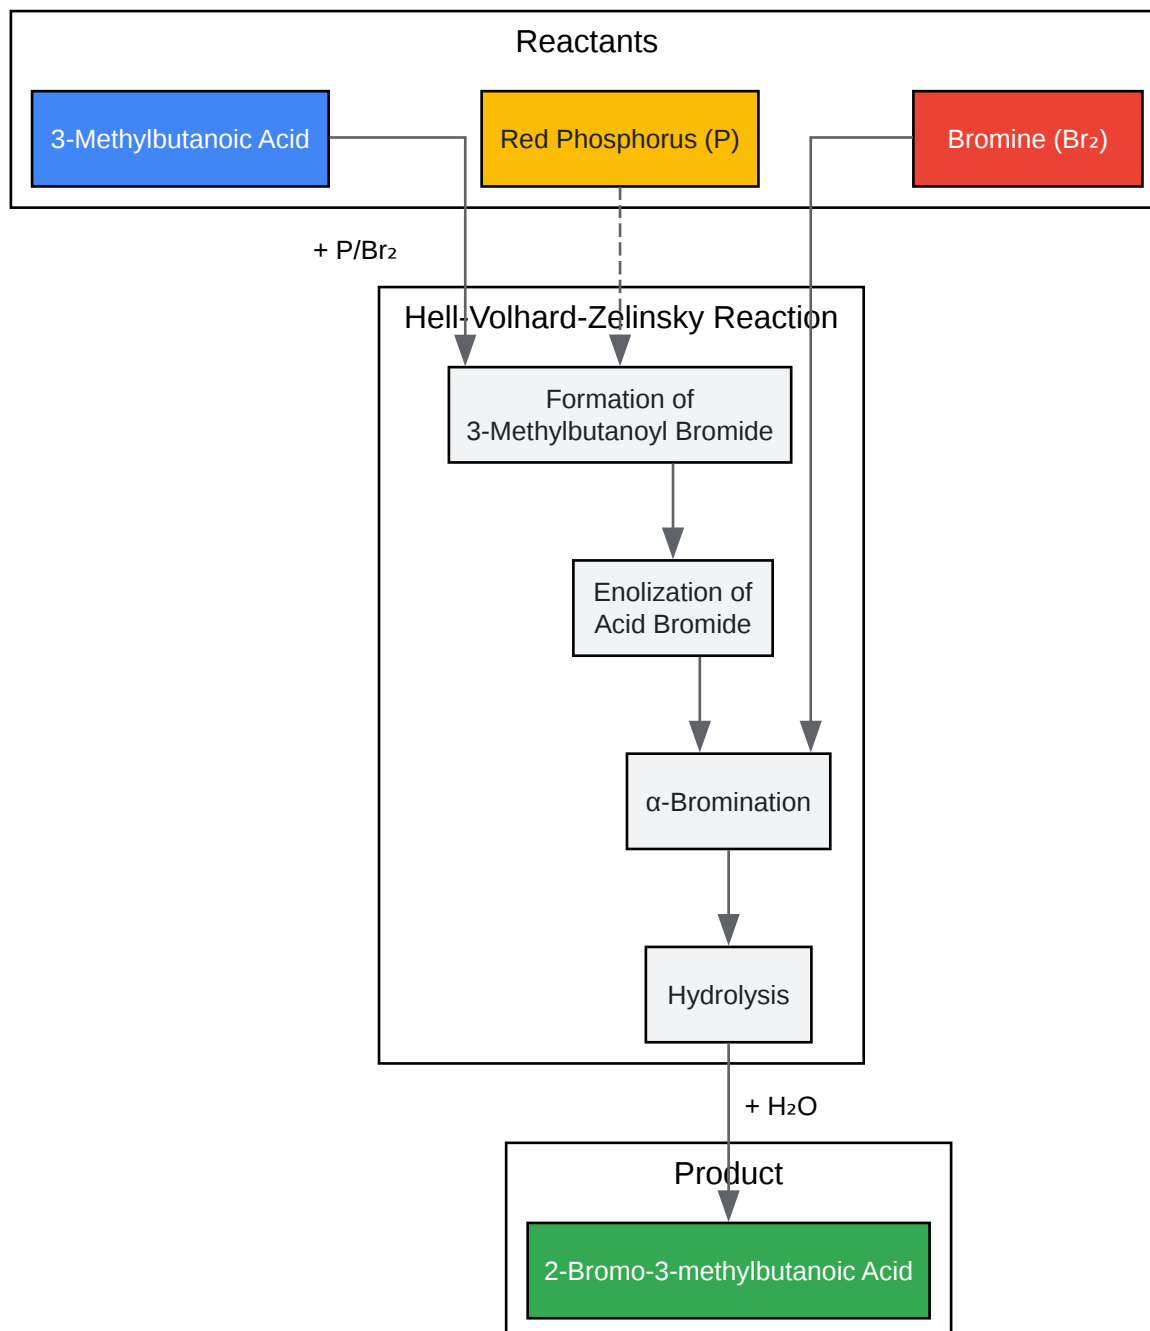 Reactants
3-Methylbutanoic Acid
Red Phosphorus (P)
Bromine (Br₂)
+ P/Br₂
Hell-Volhard-Zelinsky Reaction
Formation of
3-Methylbutanoyl Bromide
Enolization of
Acid Bromide
α-Bromination
Hydrolysis
+ H₂O
Product
2-Bromo-3-methylbutanoic Acid